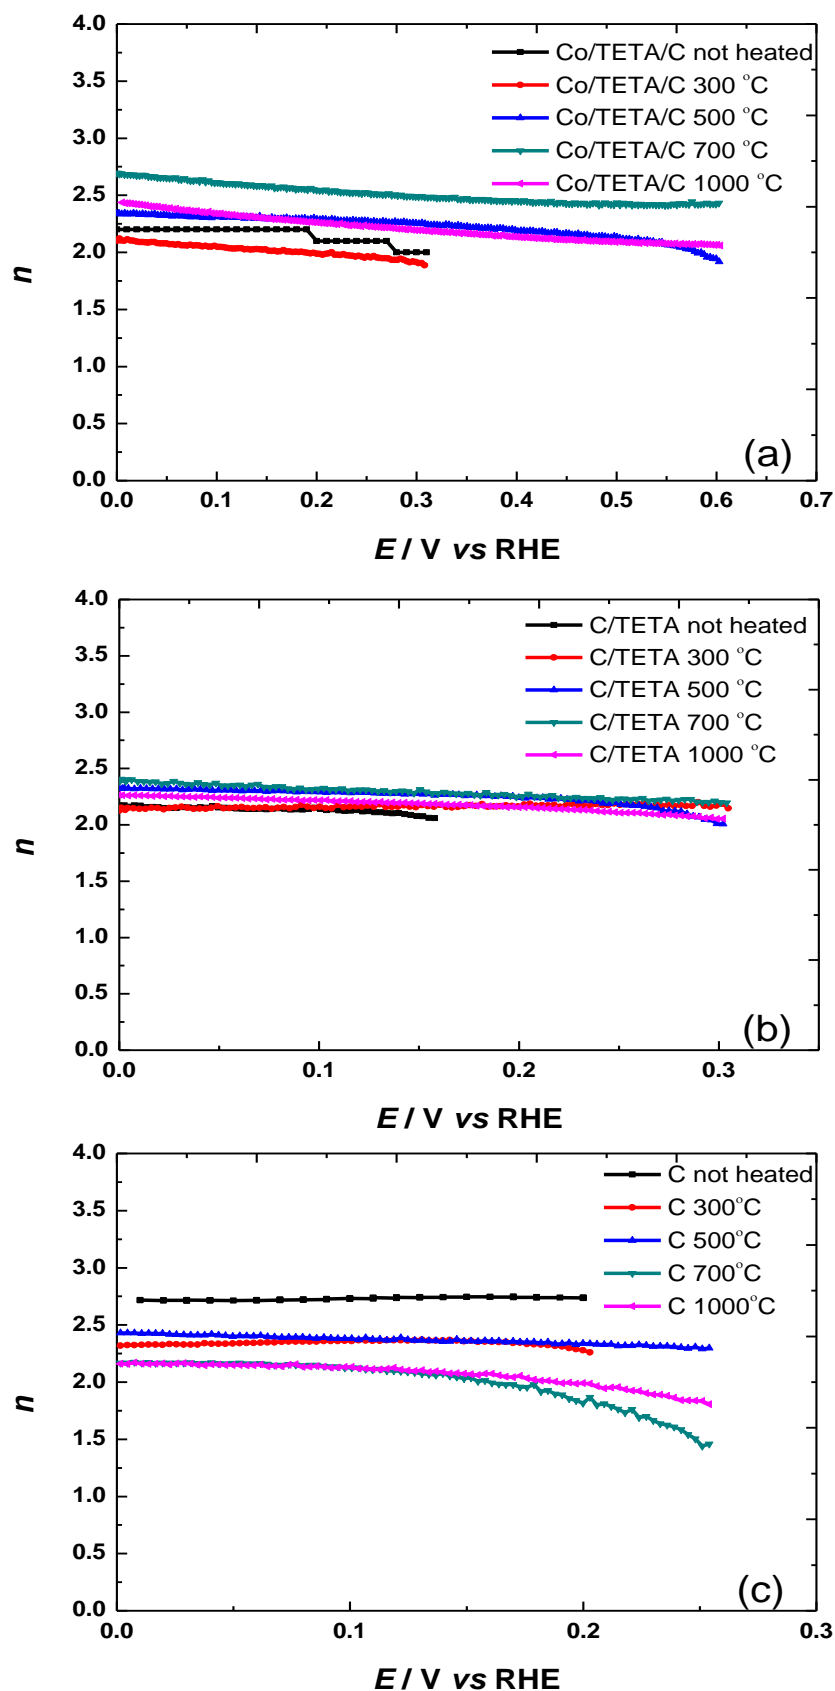 4.0
3.5
3.0
2.5
2.0
1.5
1.0
0.5
0.0
n
Co/TETA/C not heated
Co/TETA/C 300 °C
Co/TETA/C 500 °C
Co/TETA/C 700 °C
Co/TETA/C 1000 °C
(a)
0.0 0.1 0.2 0.3 0.4 0.5 0.6 0.7
E / V vs RHE
4.0
3.5
3.0
2.5
2.0
1.5
1.0
0.5
0.0
n
C/TETA not heated
C/TETA 300 °C
C/TETA 500 °C
C/TETA 700 °C
C/TETA 1000 °C
(b)
0.0 0.1 0.2 0.3
E / V vs RHE
4.0
3.5
3.0
2.5
2.0
1.5
1.0
0.5
0.0
n
C not heated
C 300°C
C 500°C
C 700°C
C 1000°C
(c)
0.0 0.1 0.2 0.3
E / V vs RHE